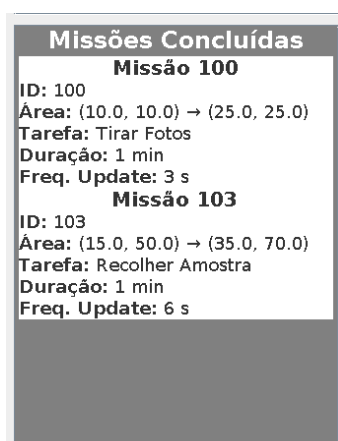 Missões Concluídas
Missão 100
ID: 100
Área: (10.0, 10.0) → (25.0, 25.0)
Tarefa: Tirar Fotos
Duração: 1 min
Freq. Update: 3 s
Missão 103
ID: 103
Área: (15.0, 50.0) → (35.0, 70.0)
Tarefa: Recolher Amostra
Duração: 1 min
Freq. Update: 6 s